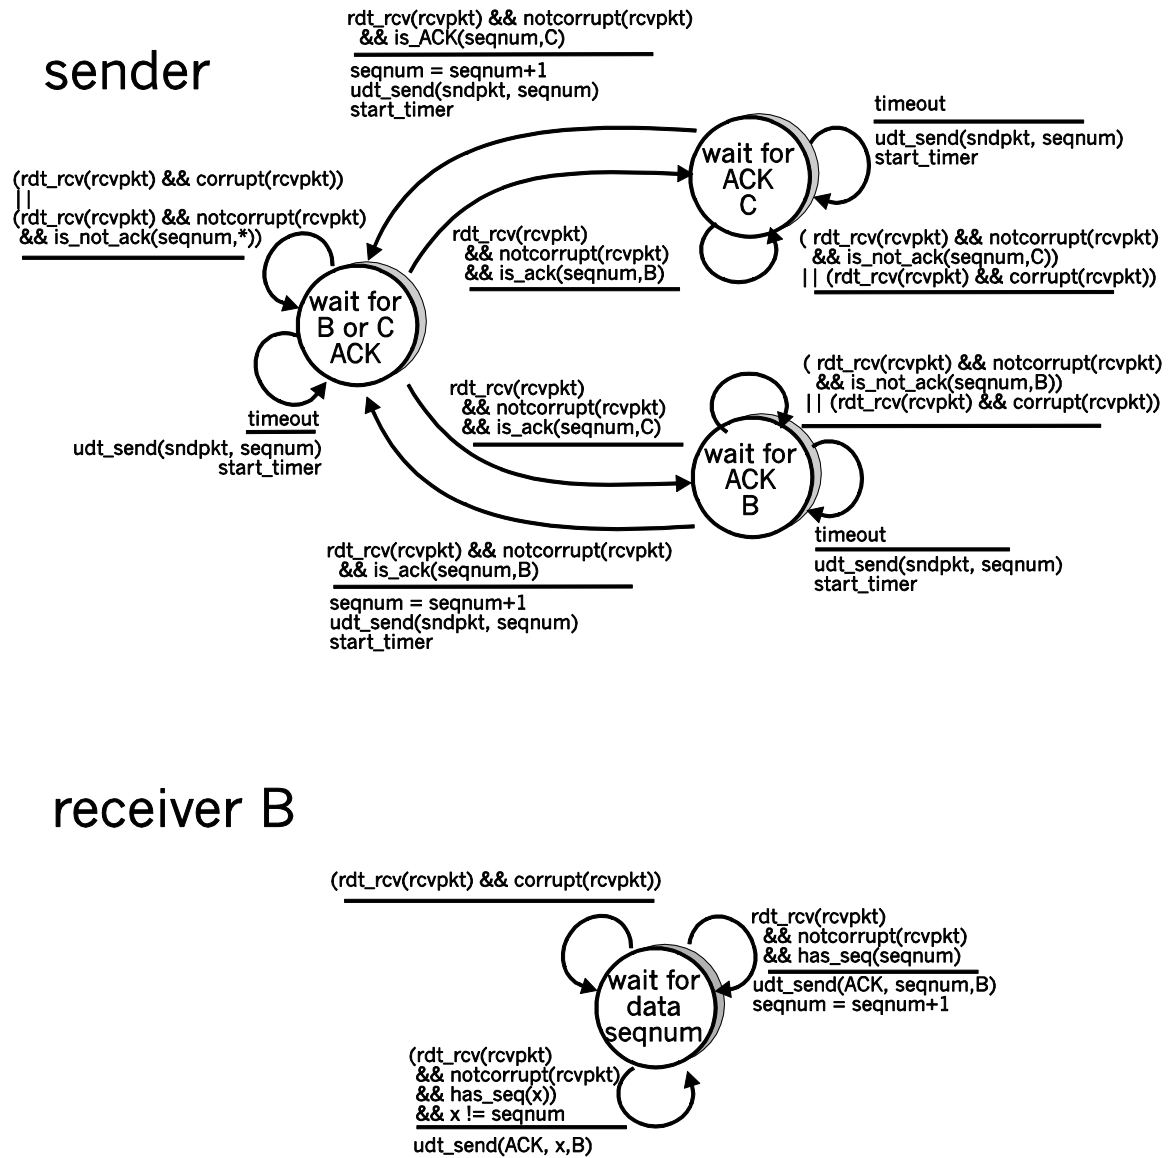 sender
rdt_rcv(rcvpkt) && notcorrupt(rcvpkt)
&& is_ACK(seqnum,C)
seqnum = seqnum+1
udt_send(sndpkt, seqnum)
start_timer
timeout
udt_send(sndpkt, seqnum)
start_timer
wait for
ACK
C
(rdt_rcv(rcvpkt) && corrupt(rcvpkt))
||
(rdt_rcv(rcvpkt) && notcorrupt(rcvpkt)
&& is_not_ack(seqnum,*))
rdt_rcv(rcvpkt)
&& notcorrupt(rcvpkt)
&& is_ack(seqnum,B)
( rdt_rcv(rcvpkt) && notcorrupt(rcvpkt)
&& is_not_ack(seqnum,C))
|| (rdt_rcv(rcvpkt) && corrupt(rcvpkt))
wait for
B or C
ACK
timeout
udt_send(sndpkt, seqnum)
start_timer
rdt_rcv(rcvpkt)
&& notcorrupt(rcvpkt)
&& is_ack(seqnum,C)
( rdt_rcv(rcvpkt) && notcorrupt(rcvpkt)
&& is_not_ack(seqnum,B))
|| (rdt_rcv(rcvpkt) && corrupt(rcvpkt))
wait for
ACK
B
timeout
udt_send(sndpkt, seqnum)
start_timer
rdt_rcv(rcvpkt) && notcorrupt(rcvpkt)
&& is_ack(seqnum,B)
seqnum = seqnum+1
udt_send(sndpkt, seqnum)
start_timer
receiver B
(rdt_rcv(rcvpkt) && corrupt(rcvpkt))
rdt_rcv(rcvpkt)
&& notcorrupt(rcvpkt)
&& has_seq(seqnum)
udt_send(ACK, seqnum,B)
seqnum = seqnum+1
wait for
data
seqnum
(rdt_rcv(rcvpkt)
&& notcorrupt(rcvpkt)
&& has_seq(x))
&& x != seqnum
udt_send(ACK, x,B)